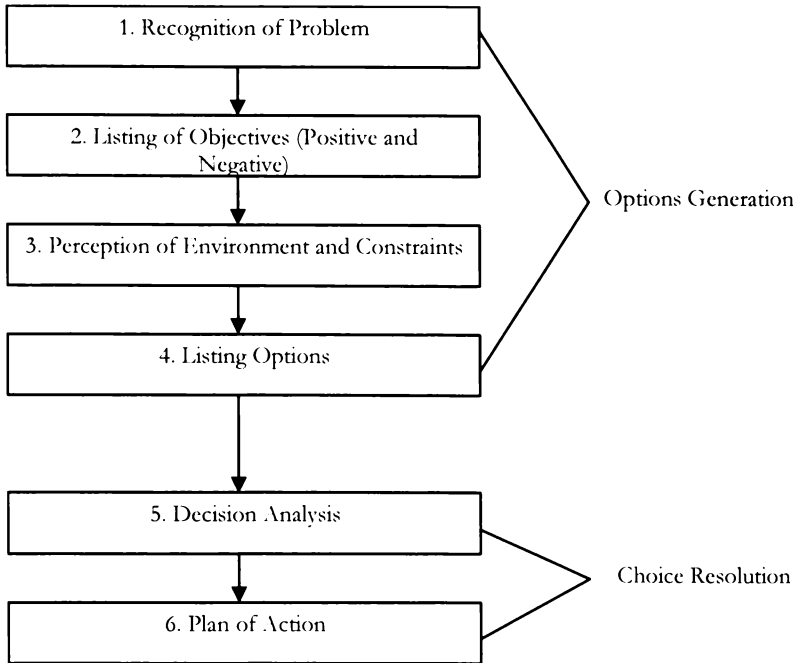 1. Recognition of Problem
2. Listing of Objectives (Positive and
Negative)
3. Perception of Environment and Constraints
Options Generation
4. Listing Options
5. Decision Analysis
Choice Resolution
6. Plan of Action